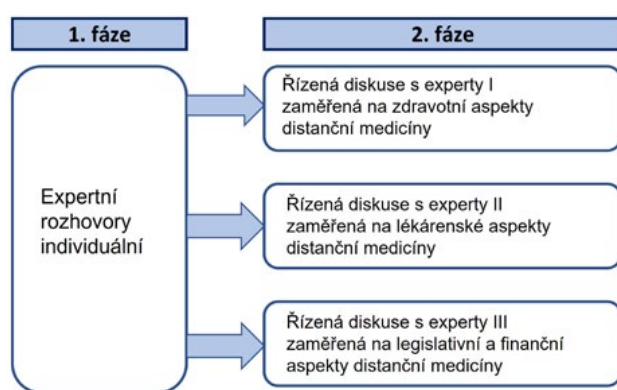 1. fáze
2. fáze
Expertní
rozhovory
individuální
Řízená diskuse s experty I
zaměřená na zdravotní aspekty
distanční medicíny
Řízená diskuse s experty II
zaměřená na lékárenské aspekty
distanční medicíny
Řízená diskuse s experty III
zaměřená na legislativní a finanční
aspekty distanční medicíny